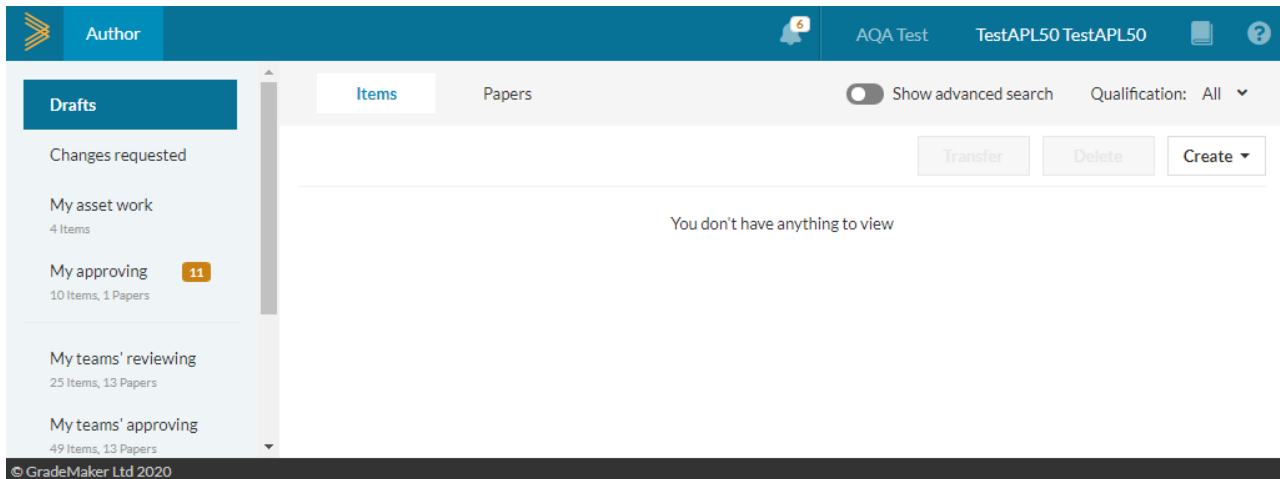 Author
6
AQA Test
TestAPL50 TestAPL50
?
Drafts
Changes requested
My asset work
4 Items
My approving 11
10 Items, 1 Papers
My teams' reviewing
25 Items, 13 Papers
My teams' approving
49 Items, 13 Papers
Items
Papers
Show advanced search
Qualification: All
Transfer
Delete
Create
You don't have anything to view
© GradeMaker Ltd 2020